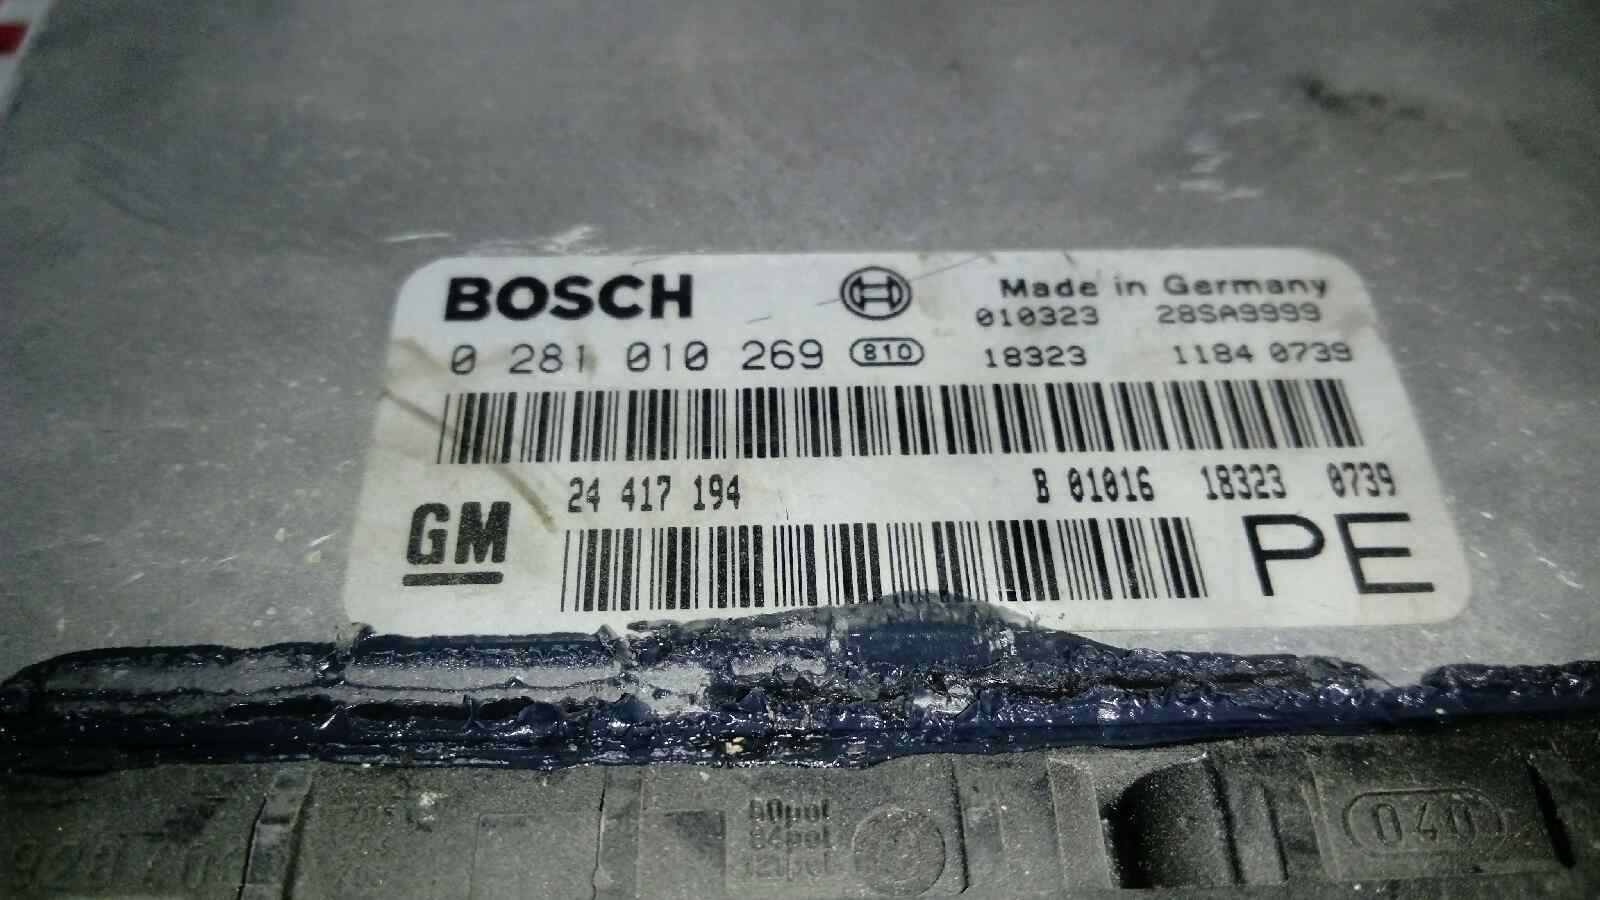 BOSCH Made in Germany
010323 28SA9999
0 281 010 269 810 18323 1184 0739
24 417 194 B 01016 18323 0739
GM PE
040